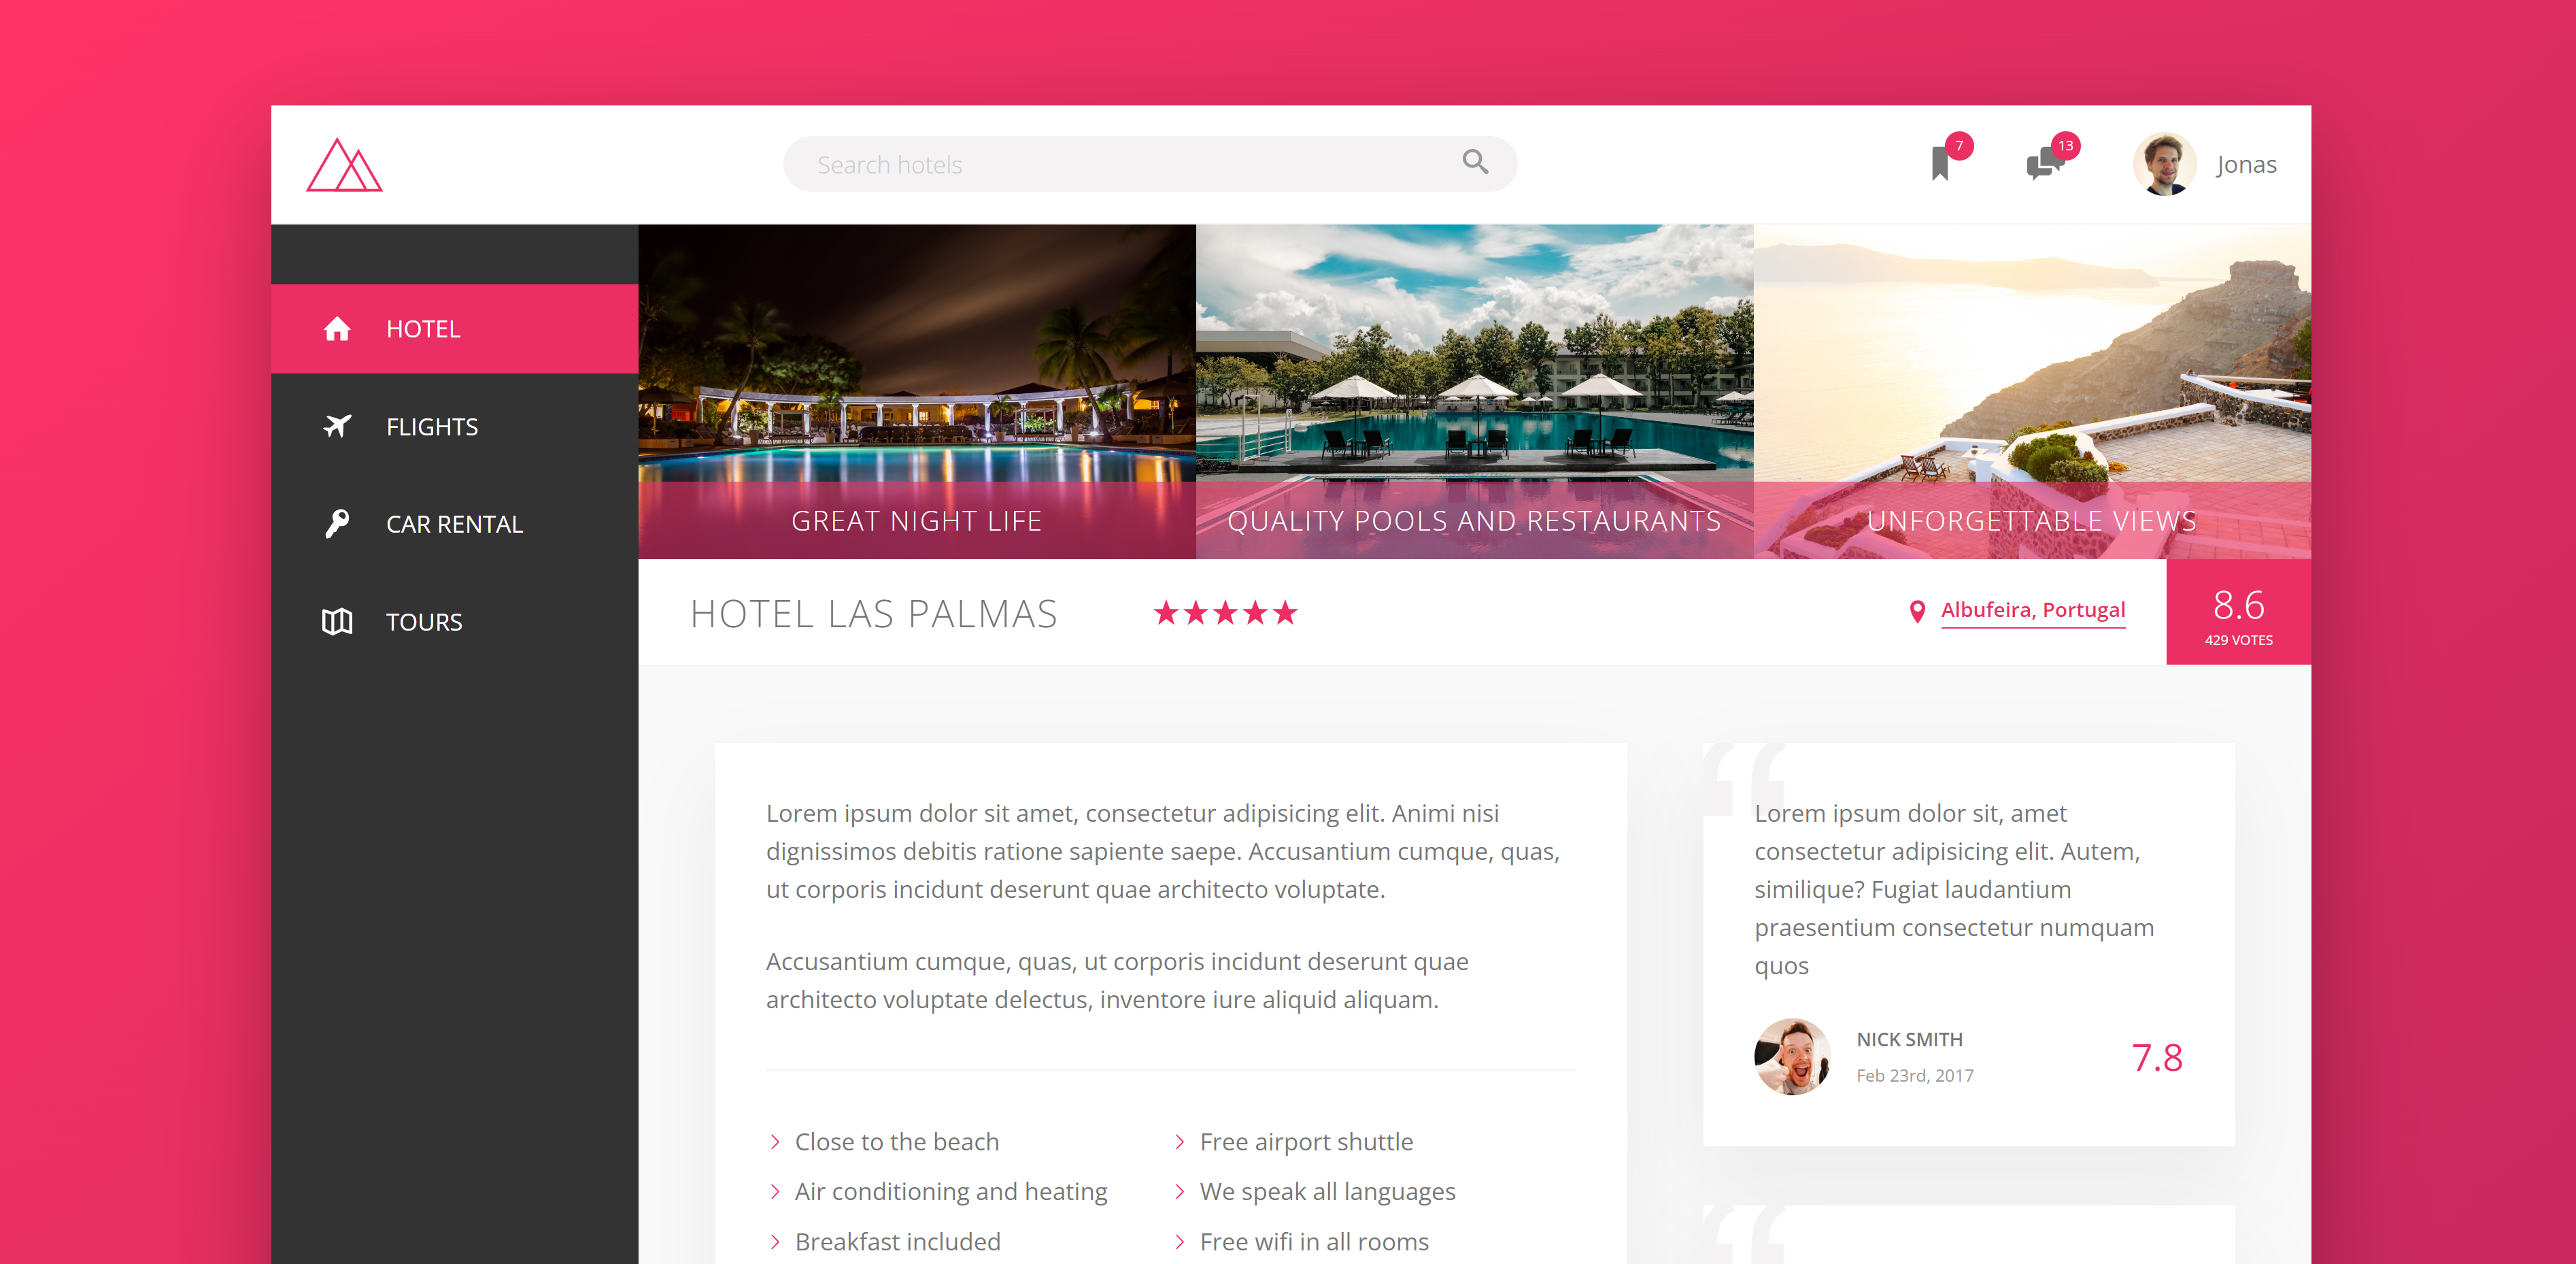 Search hotels
7
13
Jonas
HOTEL
FLIGHTS
CAR RENTAL
TOURS
GREAT NIGHT LIFE
QUALITY POOLS AND RESTAURANTS
UNFORGETTABLE VIEWS
HOTEL LAS PALMAS
Albufeira, Portugal
8.6
429 VOTES
Lorem ipsum dolor sit amet, consectetur adipisicing elit. Animi nisi
dignissimos debitis ratione sapiente saepe. Accusantium cumque, quas,
ut corporis incidunt deserunt quae architecto voluptate.
Accusantium cumque, quas, ut corporis incidunt deserunt quae
architecto voluptate delectus, inventore iure aliquid aliquam.
Close to the beach
Air conditioning and heating
Breakfast included
Free airport shuttle
We speak all languages
Free wifi in all rooms
“
Lorem ipsum dolor sit, amet
consectetur adipisicing elit. Autem,
similique? Fugiat laudantium
praesentium consectetur numquam
quos
NICK SMITH
Feb 23rd, 2017
7.8
“